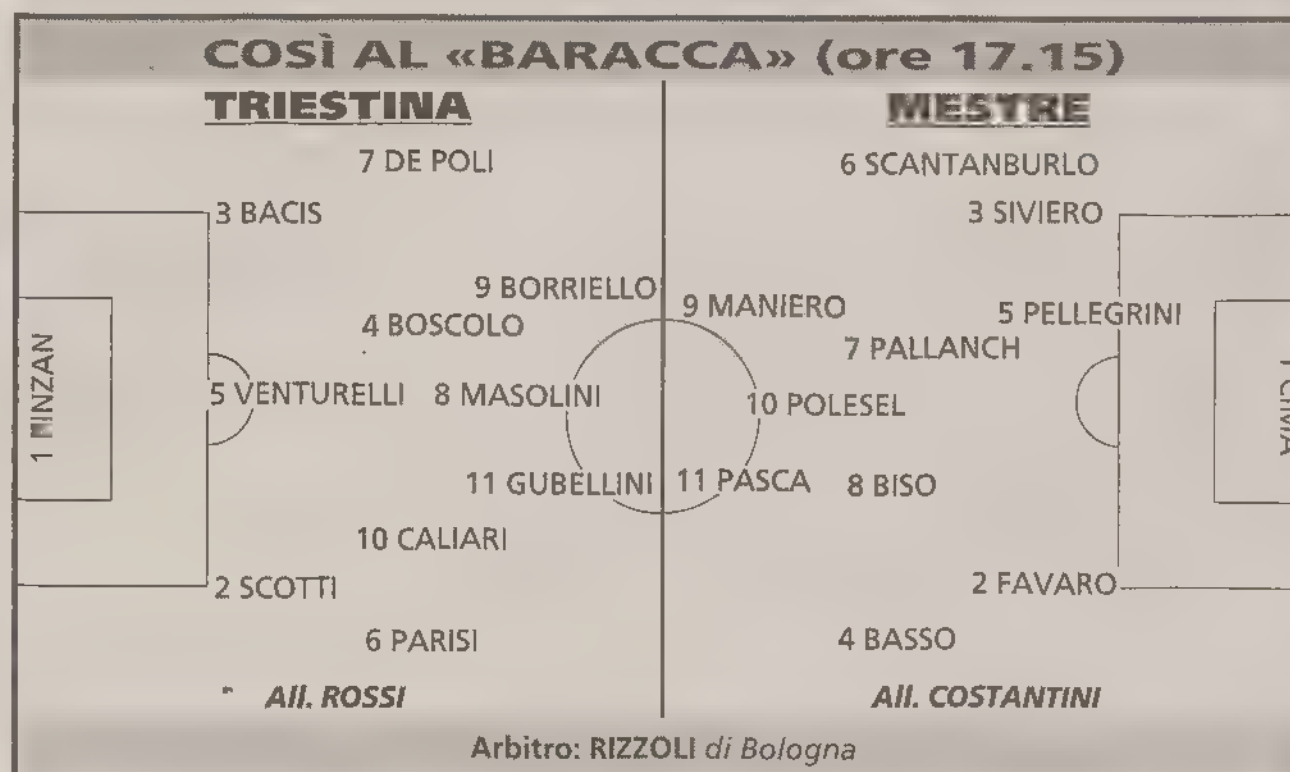 COSÌ AL «BARACCA» (ore 17.15)
TRIESTINA
7 DE POLI
3 BACIS
9 BORRIELLO
4 BOSCOLO
1
5 VENTURELLI
8 MASOLINI
11 GUBELLINI
10 CALIARI
2 SCOTTI
6 PARISI
All. ROSSI
MESTRE
6 SCANTANBURLO
3 SIVIERO
9 MANIERO
5 PELLEGRINI
7 PALLANCH
10 POLESEL
11 PASCA
8 BISO
2 FAVARO
4 BASSO
All. COSTANTINI
Arbitro: RIZZOLI di Bologna